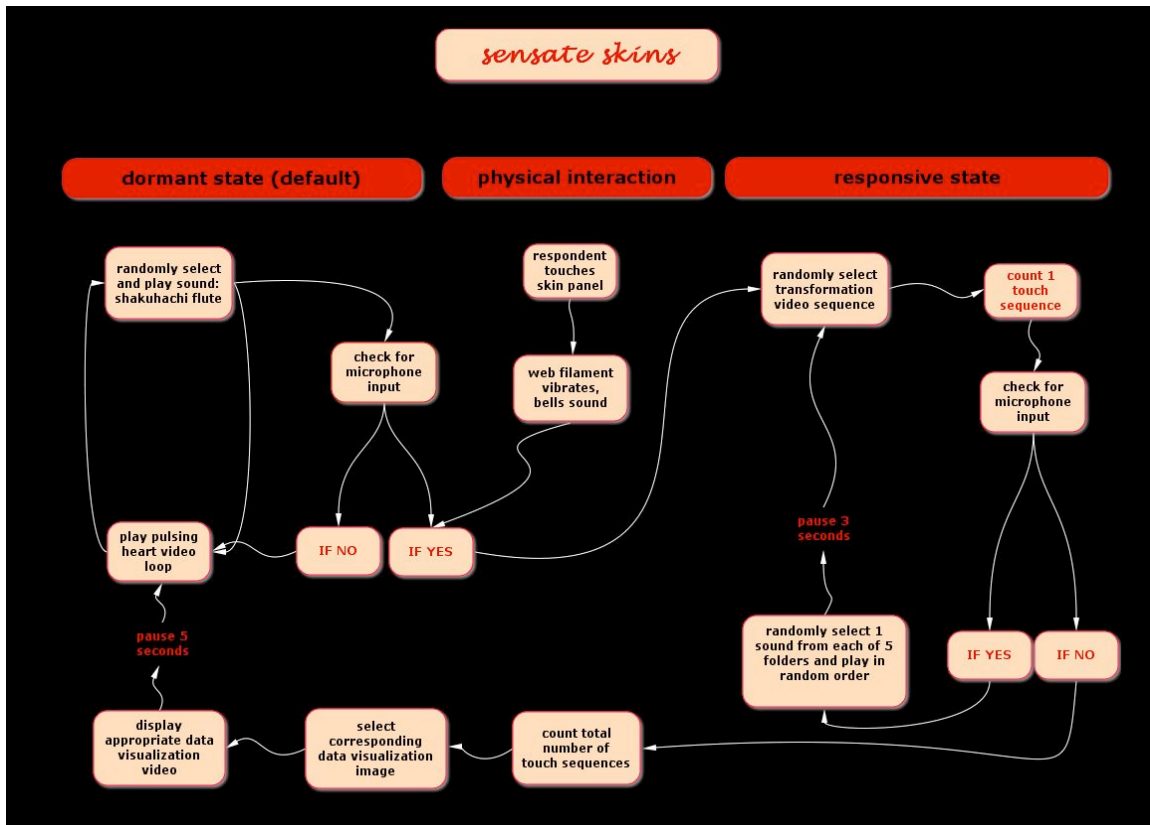 sensate skins
dormant state (default)
physical interaction
responsive state
randomly select
and play sound:
shakuhachi flute
check for
microphone
input
IF NO
IF YES
play pulsing
heart video
loop
pause 5
seconds
display
appropriate data
visualization
video
select
corresponding
data visualization
image
respondent
touches
skin panel
web filament
vibrates,
bells sound
count total
number of
touch sequences
randomly select
transformation
video sequence
count 1
touch
sequence
check for
microphone
input
pause 3
seconds
randomly select 1
sound from each of 5
folders and play in
random order
IF YES
IF NO